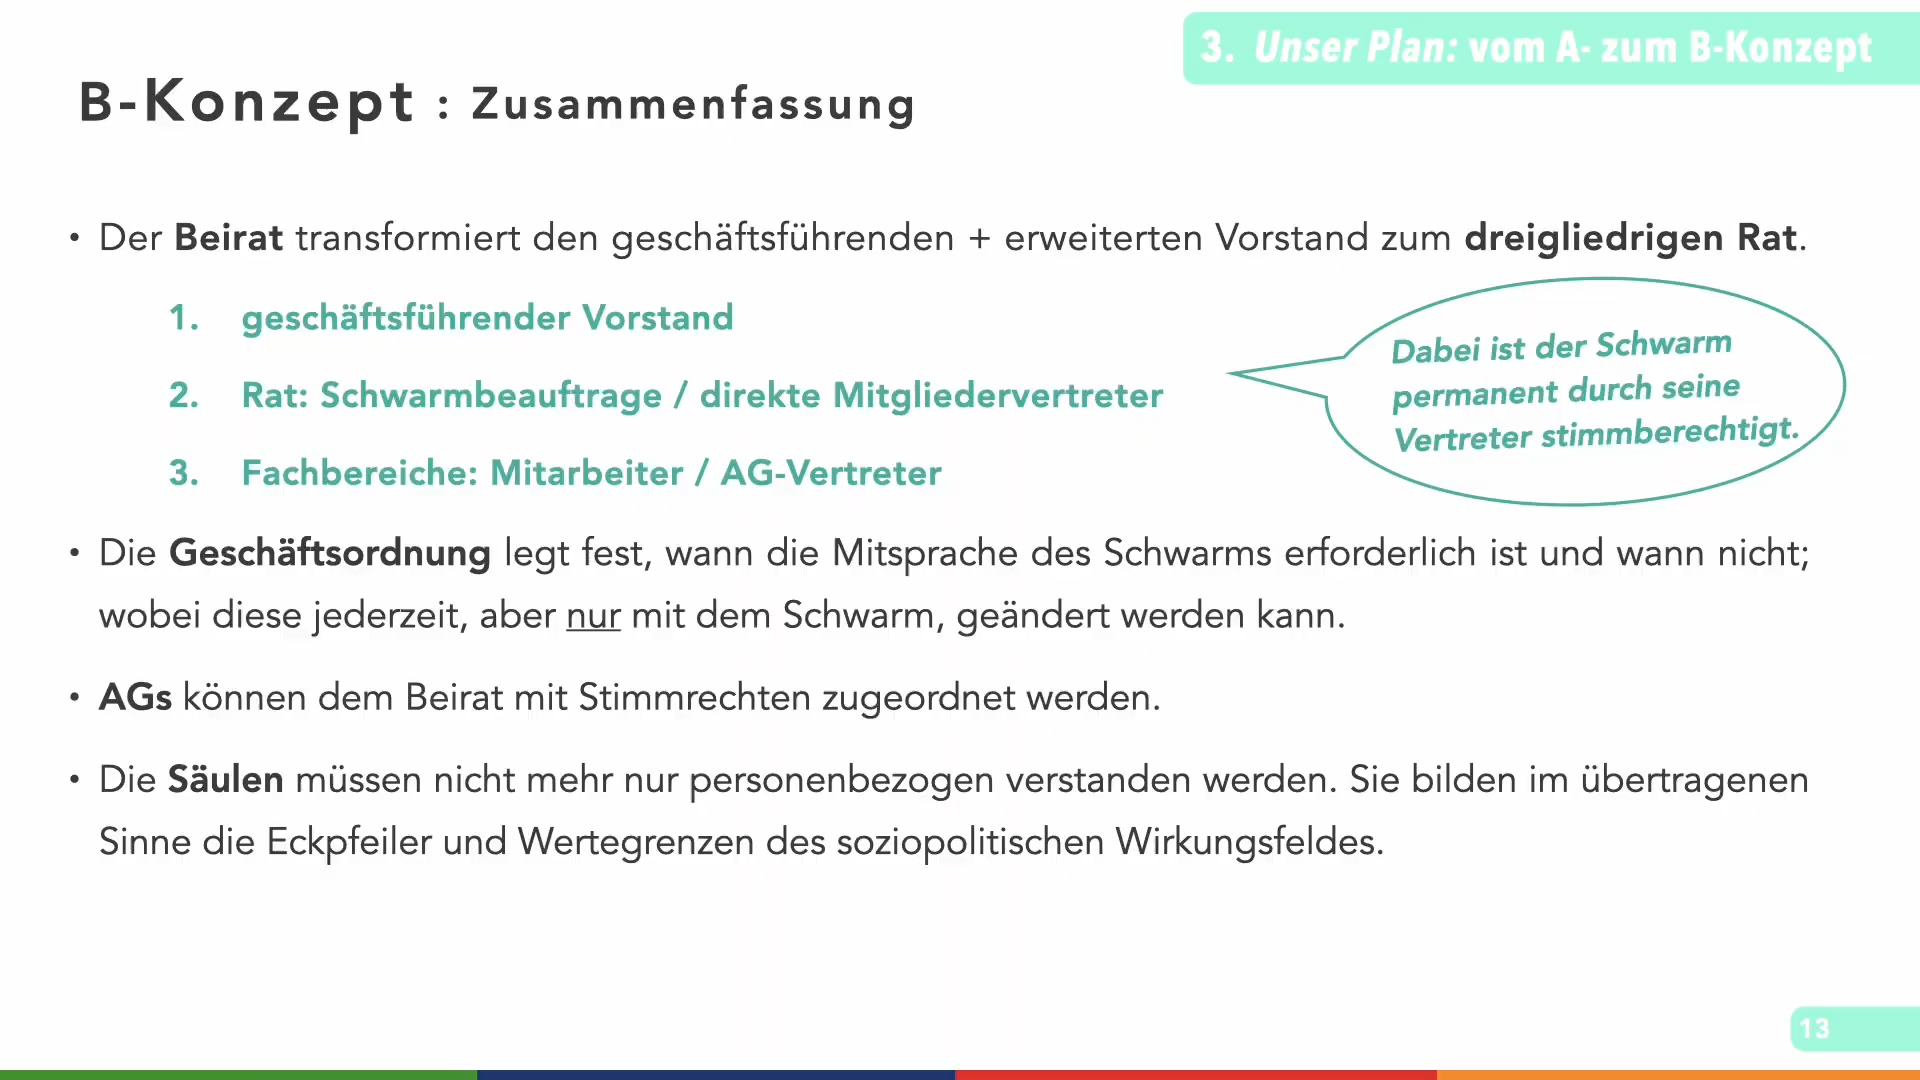 3. Unser Plan: vom A- zum B-Konzept
B-Konzept : Zusammenfassung
• Der Beirat transformiert den geschäftsführenden + erweiterten Vorstand zum dreigliedrigen Rat.
1. geschäftsführender Vorstand
2. Rat: Schwarmbeauftrage / direkte Mitgliedervertreter
3. Fachbereiche: Mitarbeiter / AG-Vertreter
Dabei ist der Schwarm
permanent durch seine
Vertreter stimmberechtigt.
• Die Geschäftsordnung legt fest, wann die Mitsprache des Schwarms erforderlich ist und wann nicht;
wobei diese jederzeit, aber nur mit dem Schwarm, geändert werden kann.
• AGs können dem Beirat mit Stimmrechten zugeordnet werden.
• Die Säulen müssen nicht mehr nur personenbezogen verstanden werden. Sie bilden im übertragenen
Sinne die Eckpfeiler und Wertegrenzen des soziopolitischen Wirkungsfeldes.
13